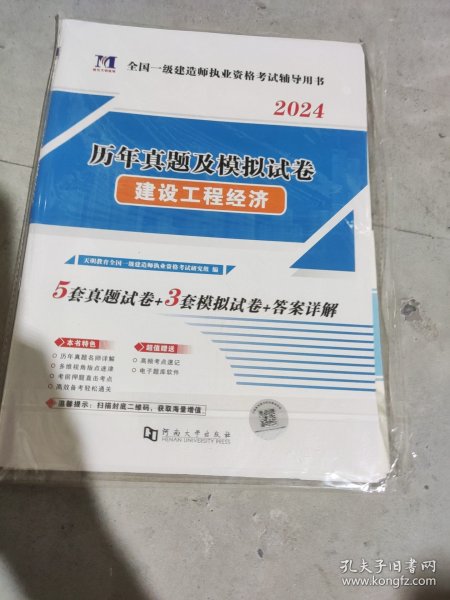 全国一级建造师执业资格考试辅导用书
2024
历年真题及模拟试卷
建设工程经济
天明教育全国一级建造师执业资格考试研究组 编
5套真题试卷+3套模拟试卷+答案详解
本书特色
历年真题名师详解
多维视角指点迷津
考前押题直击考点
高效备考轻松通关
超值赠送
高频考点速记
电子题库软件
温馨提示：扫描封底二维码，获取海量增值
河南大学出版社
HENAN UNIVERSITY PRESS
孔夫子旧书网
www.kongfz.com